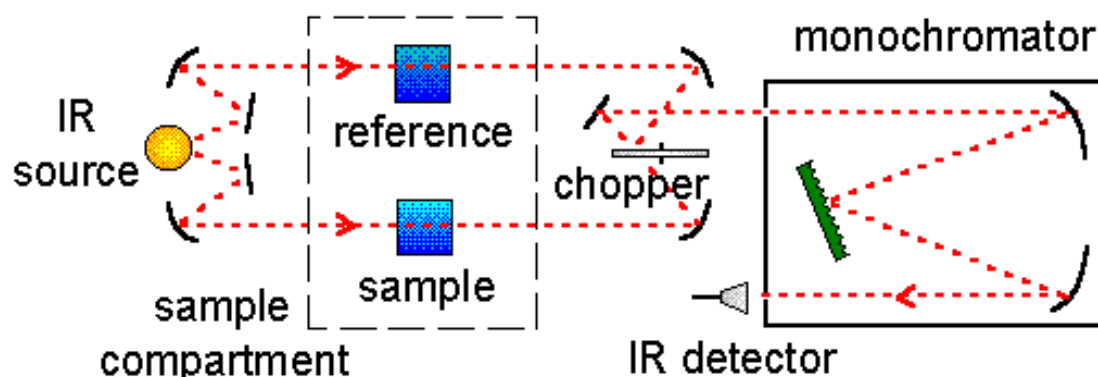 monochromator
IR
source
reference
chopper
sample
sample
compartment
IR detector